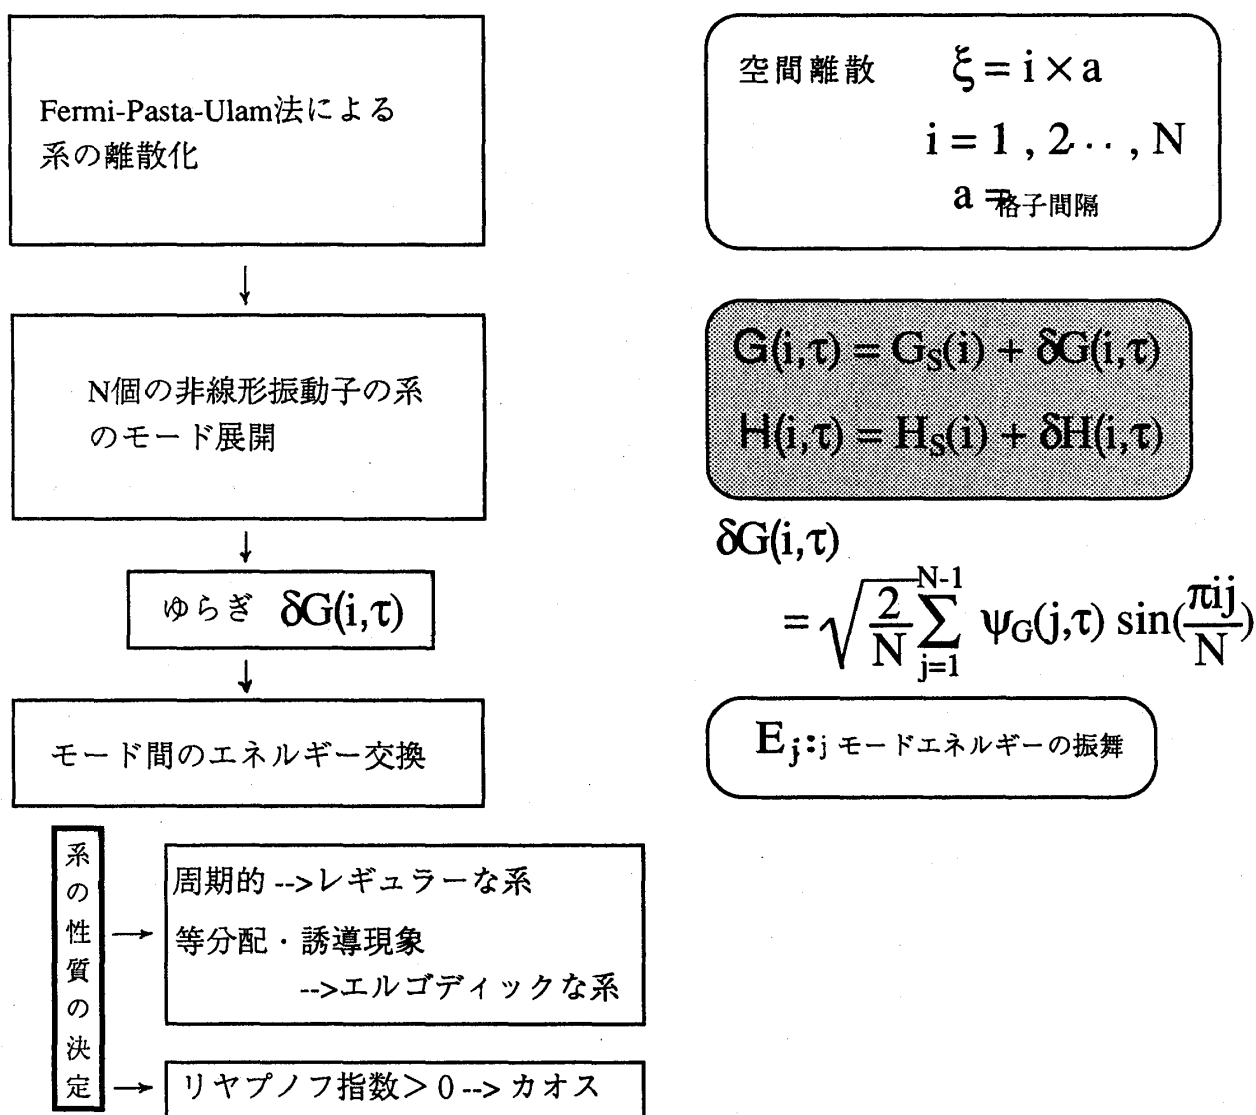 Fermi-Pasta-Ulam法による
系の離散化
空間離散 ξ = i × a
i = 1 , 2‥ , N
a = 格子間隔
↓
N個の非線形振動子の系
のモード展開
G(i,τ) = G_S(i) + δG(i,τ)
H(i,τ) = H_S(i) + δH(i,τ)
↓
ゆらぎ δG(i,τ)
δG(i,τ)
= √(2/N) Σ_{j=1}^{N-1} ψ_G(j,τ) sin(πij/N)
↓
モード間のエネルギー交換
E_j: j モードエネルギーの振舞
系の性質の決定
→
周期的 -->レギュラーな系
等分配・誘導現象
-->エルゴディックな系
→
リヤプノフ指数＞0 --> カオス